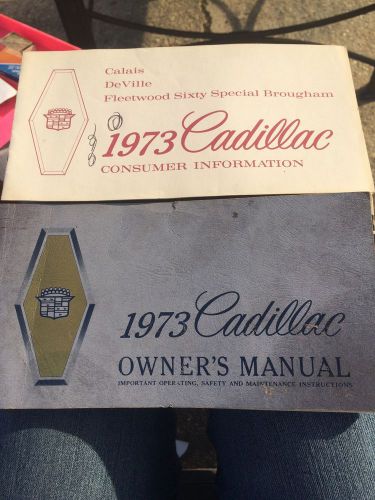 Calais
DeVille
Fleetwood Sixty Special Brougham
1973 Cadillac
CONSUMER INFORMATION
1973 Cadillac
OWNER'S MANUAL
IMPORTANT OPERATING, SAFETY AND MAINTENANCE INSTRUCTIONS